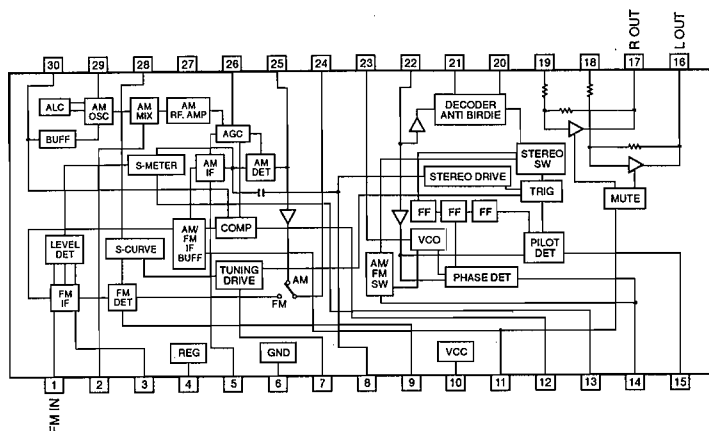 R OUT
L OUT
30 29 28 27 26 25 24 23 22 21 20 19 18 17 16
ALC
AM OSC
AM MIX
AM RF. AMP
BUFF
AGC
S-METER
AM IF
AM DET
DECODER ANTI BIRDIE
STEREO SW
STEREO DRIVE
TRIG
MUTE
FF FF FF
LEVEL DET
S-CURVE
AM/FM IF BUFF
COMP
VCO
PILOT DET
TUNING DRIVE
AM
AM/FM SW
PHASE DET
FM IF
FM DET
FM
REG
GND
VCC
1 2 3 4 5 6 7 8 9 10 11 12 13 14 15
FM IN